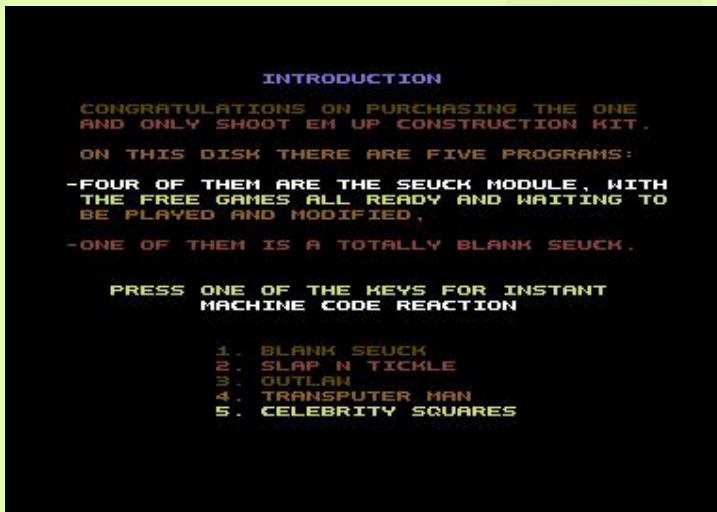 INTRODUCTION
CONGRATULATIONS ON PURCHASING THE ONE
AND ONLY SHOOT EM UP CONSTRUCTION KIT.
ON THIS DISK THERE ARE FIVE PROGRAMS:
-FOUR OF THEM ARE THE SEUCK MODULE, WITH
THE FREE GAMES ALL READY AND WAITING TO
BE PLAYED AND MODIFIED,
-ONE OF THEM IS A TOTALLY BLANK SEUCK.
PRESS ONE OF THE KEYS FOR INSTANT
MACHINE CODE REACTION
1. BLANK SEUCK
2. SLAP N TICKLE
3. OUTLAW
4. TRANSPUTER MAN
5. CELEBRITY SQUARES